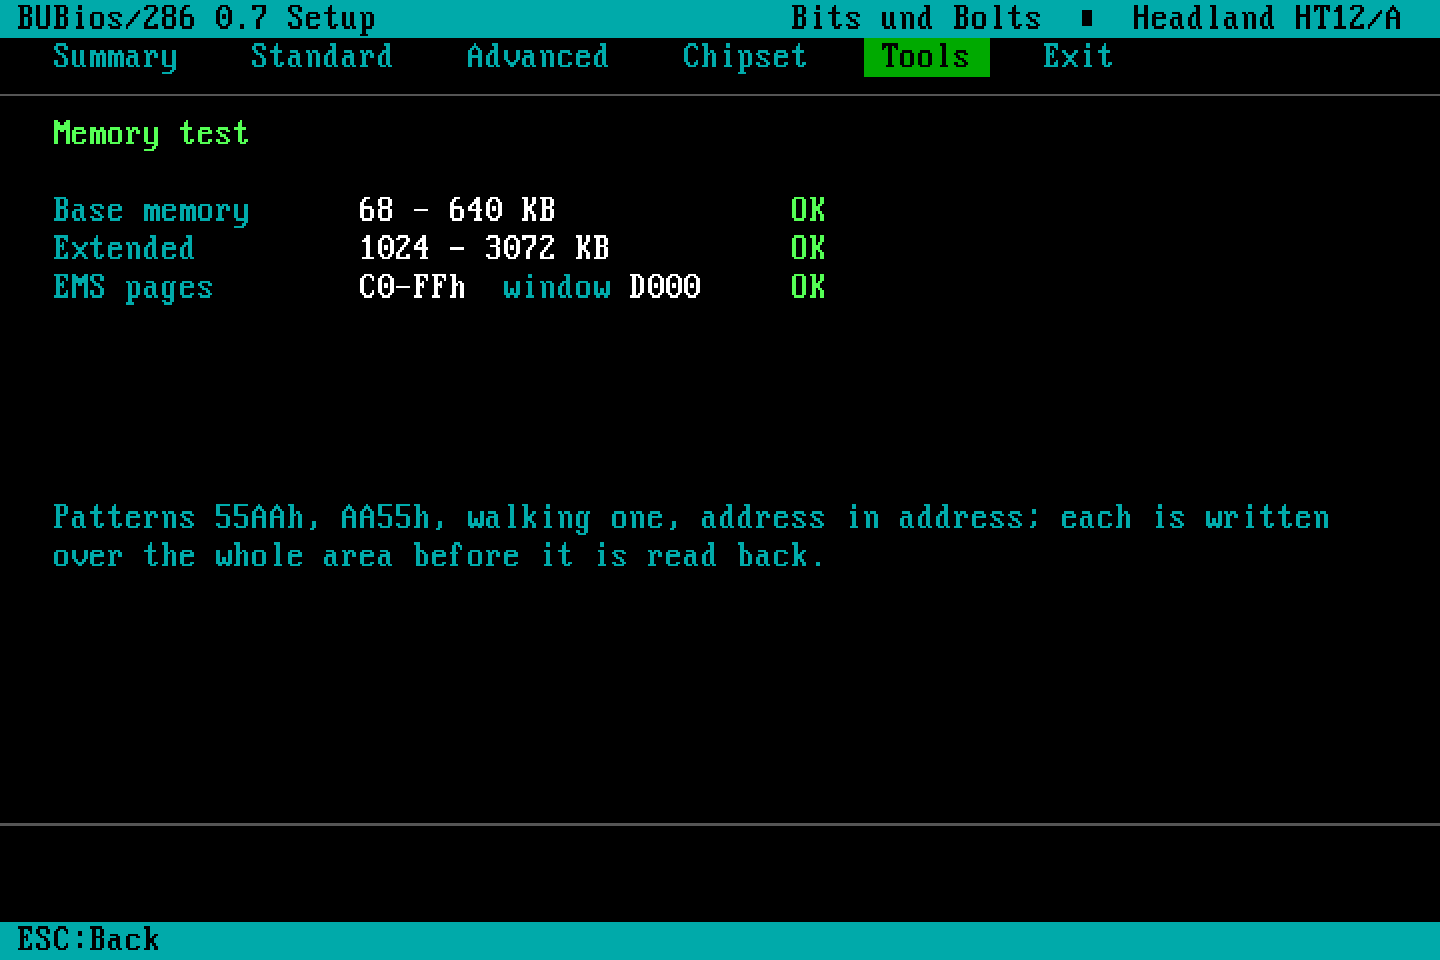 BUBios/286 0.7 Setup Bits und Bolts ▪ Headland HT12/A
Summary Standard Advanced Chipset Tools Exit
Memory test
Base memory 68 - 640 KB OK
Extended 1024 - 3072 KB OK
EMS pages C0-FFh window D000 OK
Patterns 55AAh, AA55h, walking one, address in address; each is written
over the whole area before it is read back.
ESC:Back